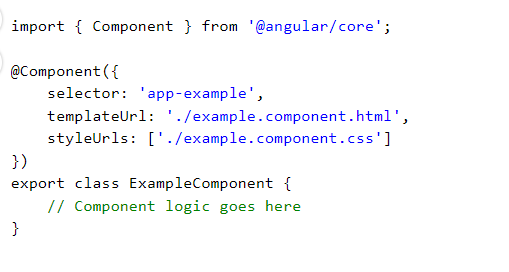 import { Component } from '@angular/core';
@Component({
selector: 'app-example',
templateUrl: './example.component.html',
styleUrls: ['./example.component.css']
})
export class ExampleComponent {
// Component logic goes here
}